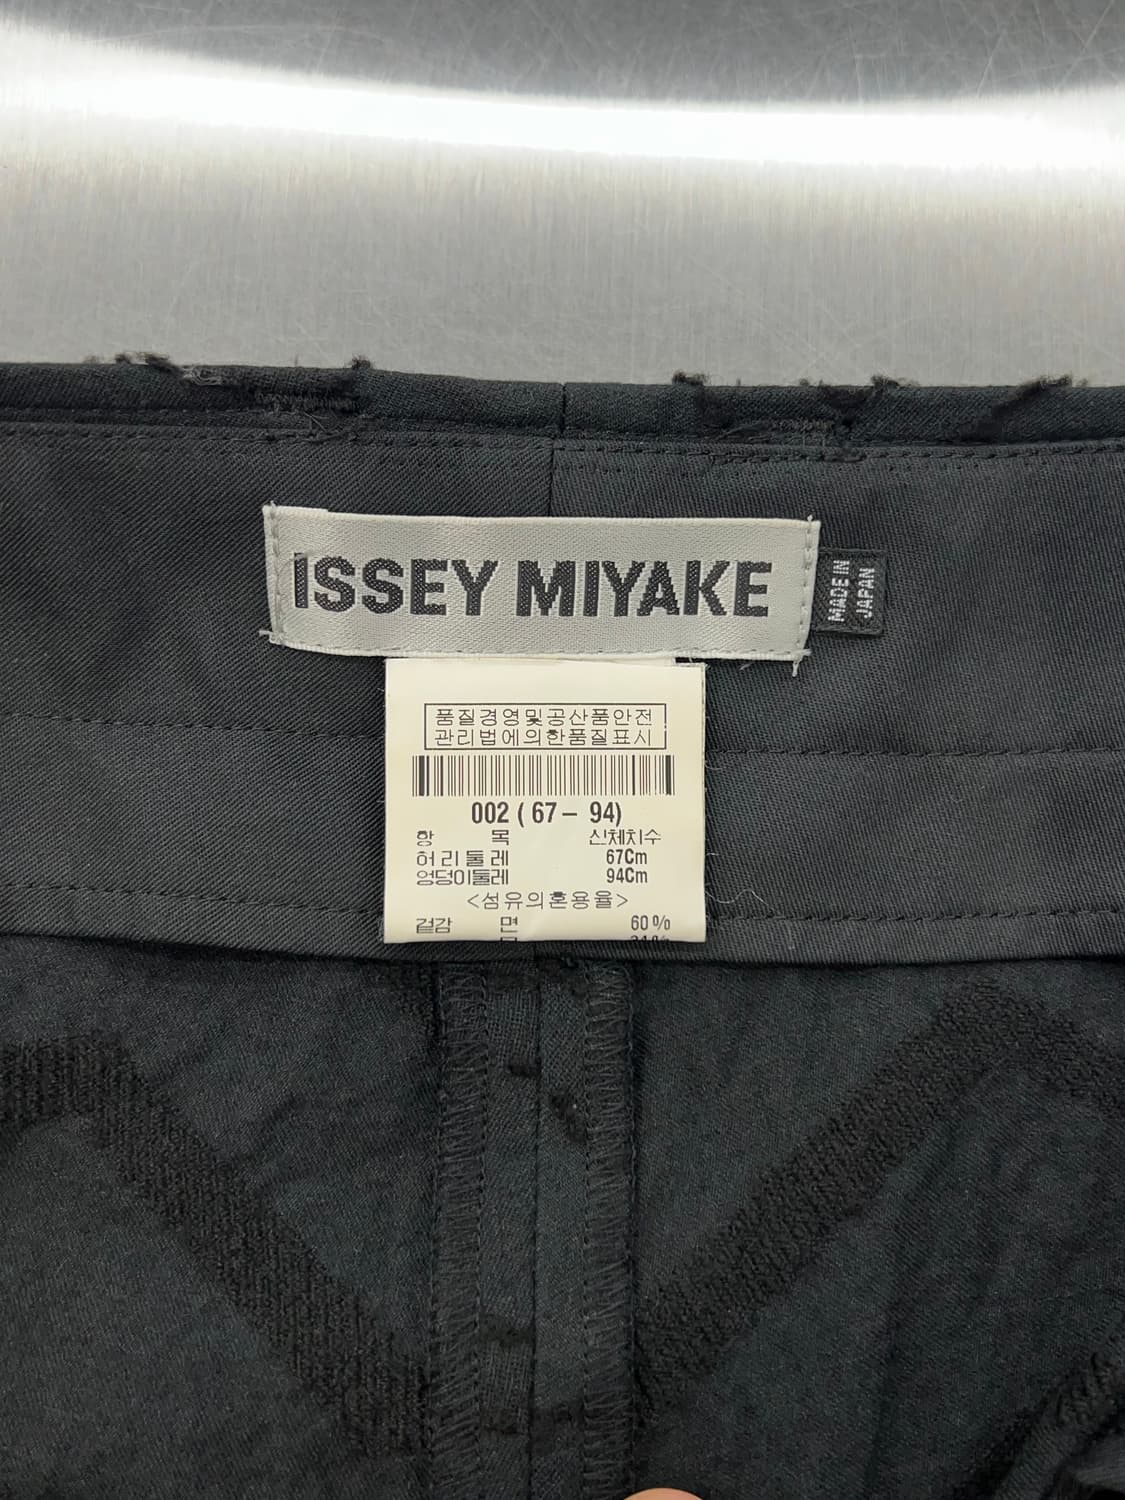 ISSEY MIYAKE
MADE IN
JAPAN
품질경영및공산품안전
관리법에의한품질표시
002 ( 67 – 94)
항 목 신체치수
허리둘레 67Cm
엉덩이둘레 94Cm
<섬유의혼용율>
겉감 면 60%